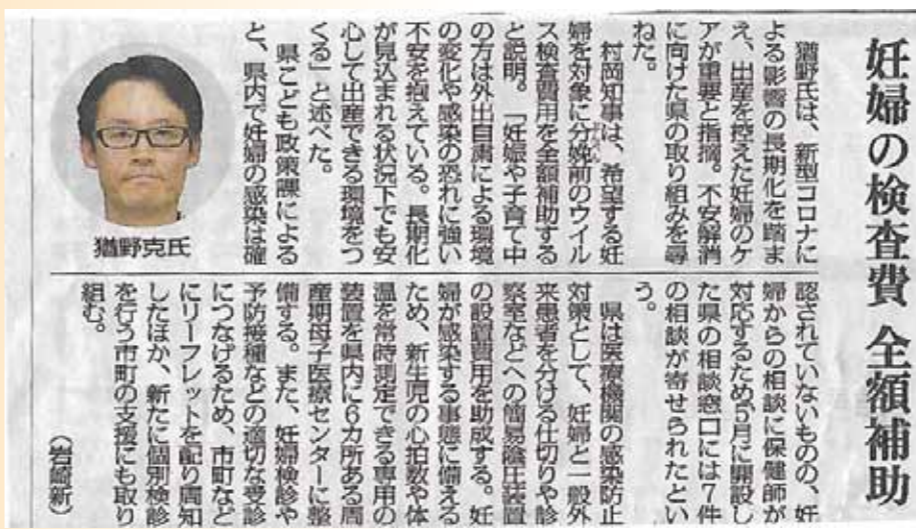 妊婦の検査費 全額補助
猶野氏は、新型コロナに
よる影響の長期化を踏ま
え、出産を控えた妊婦のケ
アが重要と指摘。不安解消
に向けた県の取り組みを尋
ねた。
村岡知事は、希望する妊
婦を対象に分娩前のウイル
ス検査費用を全額補助する
と説明。「妊娠や子育て中
の方は外出自粛による環境
の変化や感染の恐れに強い
不安を抱えている。長期化
が見込まれる状況下でも安
心して出産できる環境をつ
くる」と述べた。
県こども政策課による
と、県内で妊婦の感染は確
猶野克氏
認されていないものの、妊
婦からの相談に保健師が
対応するため5月に開設し
た県の相談窓口には7件
の相談が寄せられたとい
う。
県は医療機関の感染防止
対策として、妊婦と一般外
来患者を分ける仕切りや診
察室などへの簡易陰圧装置
の設置費用を助成する。妊
婦が感染する事態に備える
ため、新生児の心拍数や体
温を常時測定できる専用の
装置を県内に6カ所ある周
産期母子医療センターに整
備する。また、妊婦検診や
予防接種などの適切な受診
につなげるため、市町など
にリーフレットを配り周知
したほか、新たに個別検診
を行う市町の支援にも取り
組む。
（岩崎新）